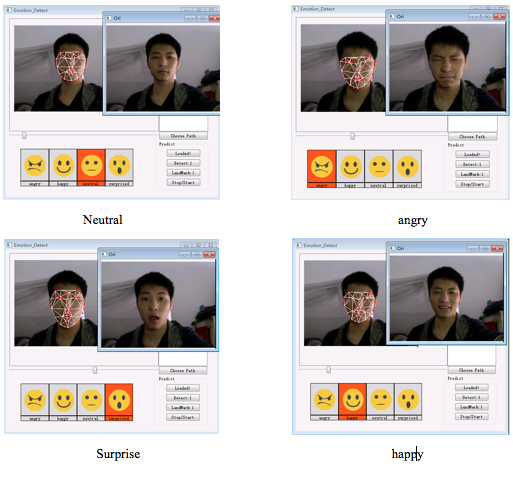 Emotion_Detect
Ori
Choose Path
Predict
Loaded!
Detect:1
LandMark:1
Stop/Start
angry
happy
neutral
surprised
Neutral
Emotion_Detect
Ori
Choose Path
Predict
Loaded!
Detect:1
LandMark:1
Stop/Start
angry
happy
neutral
surprised
angry
Emotion_Detect
Ori
Choose Path
Predict
Loaded!
Detect:1
LandMark:1
Stop/Start
angry
happy
neutral
surprised
Surprise
Emotion_Detect
Ori
Choose Path
Predict
Loaded!
Detect:1
LandMark:1
Stop/Start
angry
happy
neutral
surprised
happy